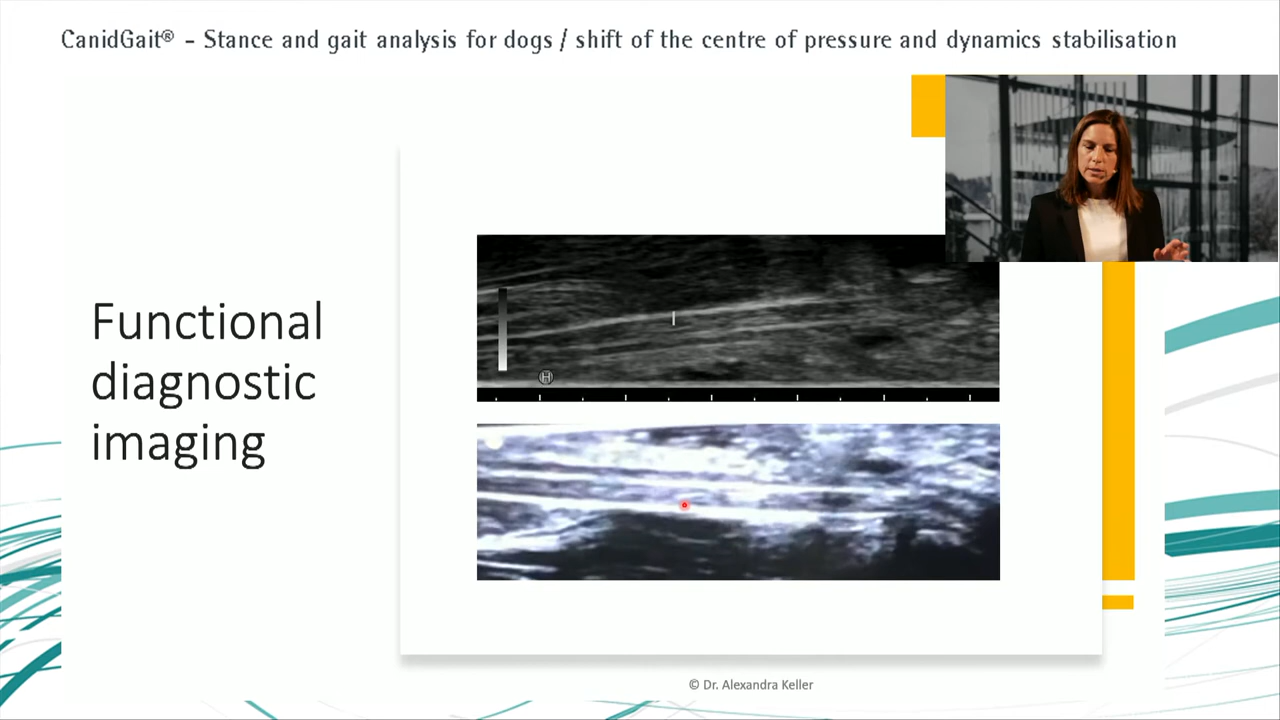 CanidGait® - Stance and gait analysis for dogs / shift of the centre of pressure and dynamics stabilisation
Functional
diagnostic
imaging
H
© Dr. Alexandra Keller